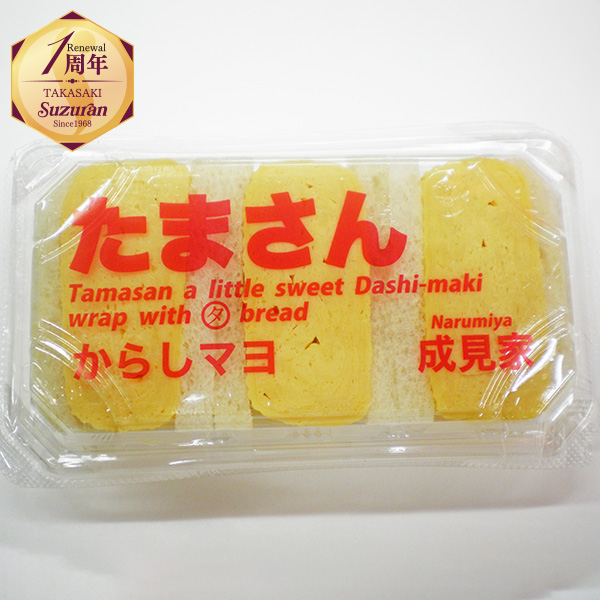 Renewal
1周年
TAKASAKI
Suzuran
Since1968
たまさん
Tamasan a little sweet Dashi-maki
wrap with タ bread
からしマヨ
Narumiya
成見家